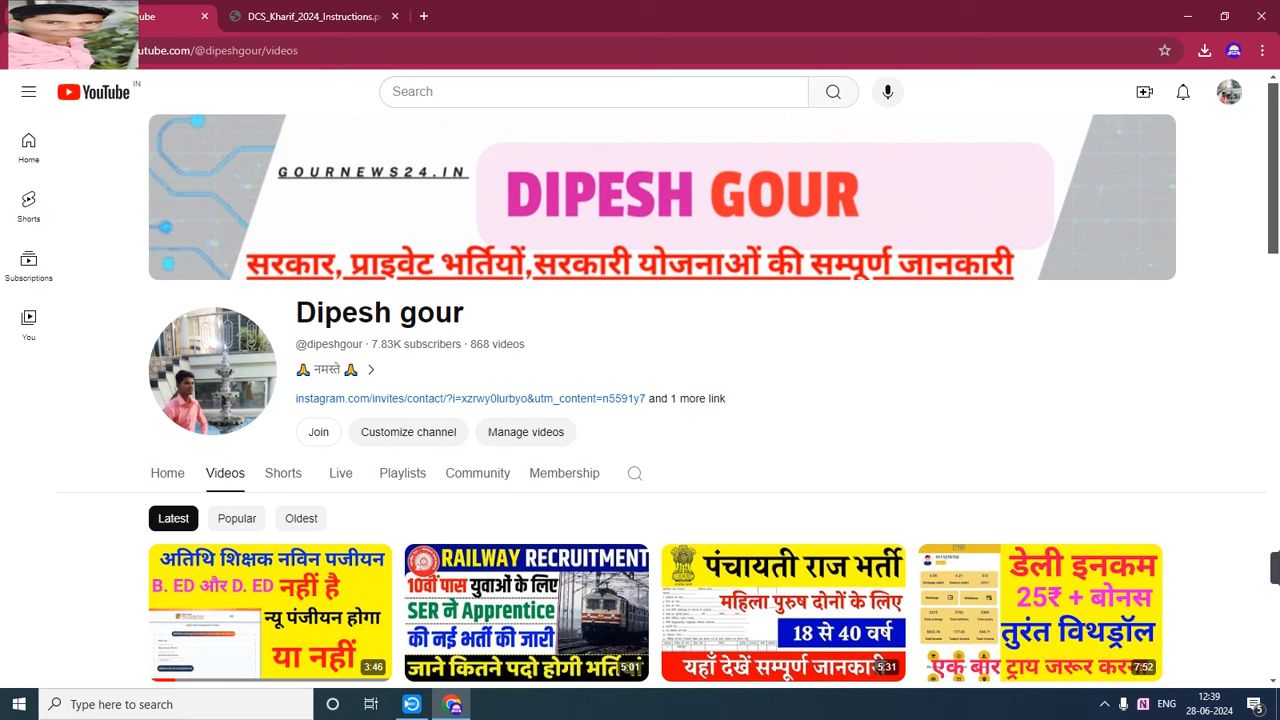 tube
DCS_Kharif_2024_Instructions.p
utube.com/@dipeshgour/videos
YouTube IN
Search
Home
Shorts
Subscriptions
You
GOURNEWS24.IN
DIPESH GOUR
सरकार, प्राइवेट भर्तियों,सरकारी योजनाओं की सम्पूर्ण जानकारी
Dipesh gour
@dipeshgour · 7.83K subscribers · 868 videos
🙏 नमस्ते 🙏
instagram.com/invites/contact/?i=xzrwy0lurbyo&utm_content=n5591y7 and 1 more link
Join Customize channel Manage videos
Home Videos Shorts Live Playlists Community Membership
Latest Popular Oldest
अतिथि शिक्षक नविन पजीयन
B. ED और D. ED नहीं है
न्यू पंजीयन होगा
या नहीं
3:46
RAILWAY RECRUITMENT
10वीं पास युवाओं के लिए
SER ने Apprentice
की नई भर्ती की जारी
जाने कितने पदो होगी
5:01
पंचायती राज भर्ती
महिला पुरुष दोनों के लिए
18 से 40 वर्ष
यहाँ देखें सम्पूर्ण जानका
6:31
डेली इनकम
25₹ + बोनस
तुरत विथड्रॉल
एक बार ट्राय जरूर कर
7:52
Type here to search
ENG
12:39
28-06-2024